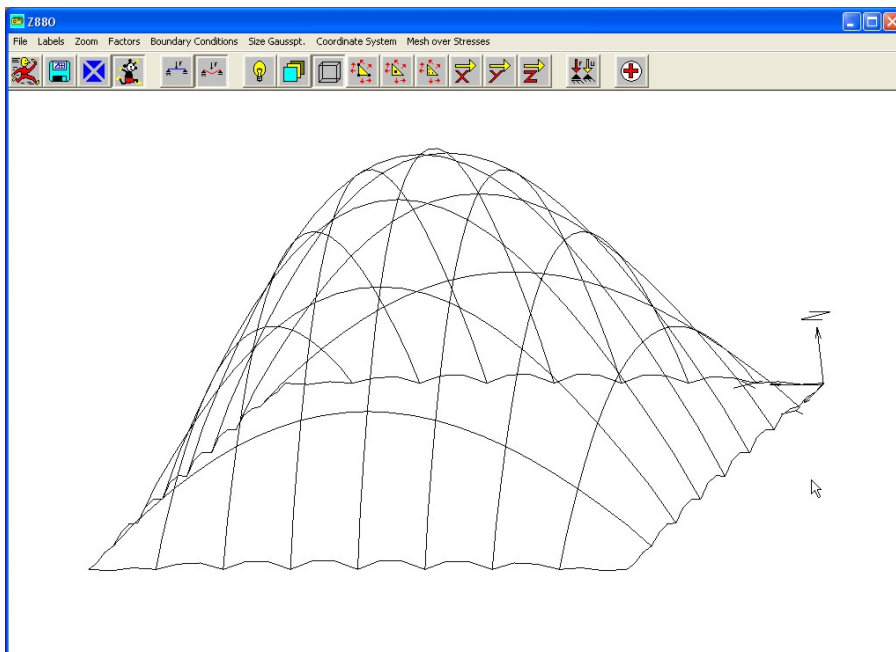 Z88O
File Labels Zoom Factors Boundary Conditions Size Gausspt. Coordinate System Mesh over Stresses
X Y Z
Z